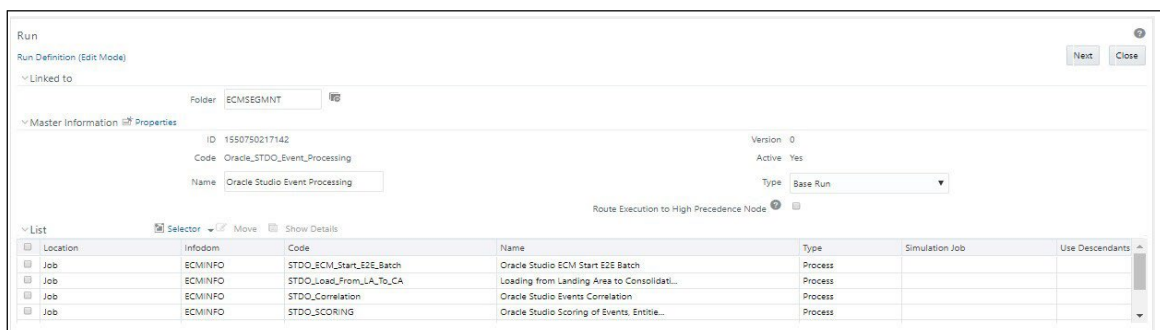 Run
Run Definition (Edit Mode)
Next Close
Linked to
Folder ECMSEGMNT
Master Information Properties
ID 1550750217142 Version 0
Code Oracle_STDO_Event_Processing Active Yes
Name Oracle Studio Event Processing Type Base Run
Route Execution to High Precedence Node
List Selector Move Show Details
Location Infodom Code Name Type Simulation Job Use Descendants
Job ECMINFO STDO_ECM_Start_E2E_Batch Oracle Studio ECM Start E2E Batch Process
Job ECMINFO STDO_Load_From_LA_To_CA Loading from Landing Area to Consolidati... Process
Job ECMINFO STDO_Correlation Oracle Studio Events Correlation Process
Job ECMINFO STDO_SCORING Oracle Studio Scoring of Events, Entitie... Process